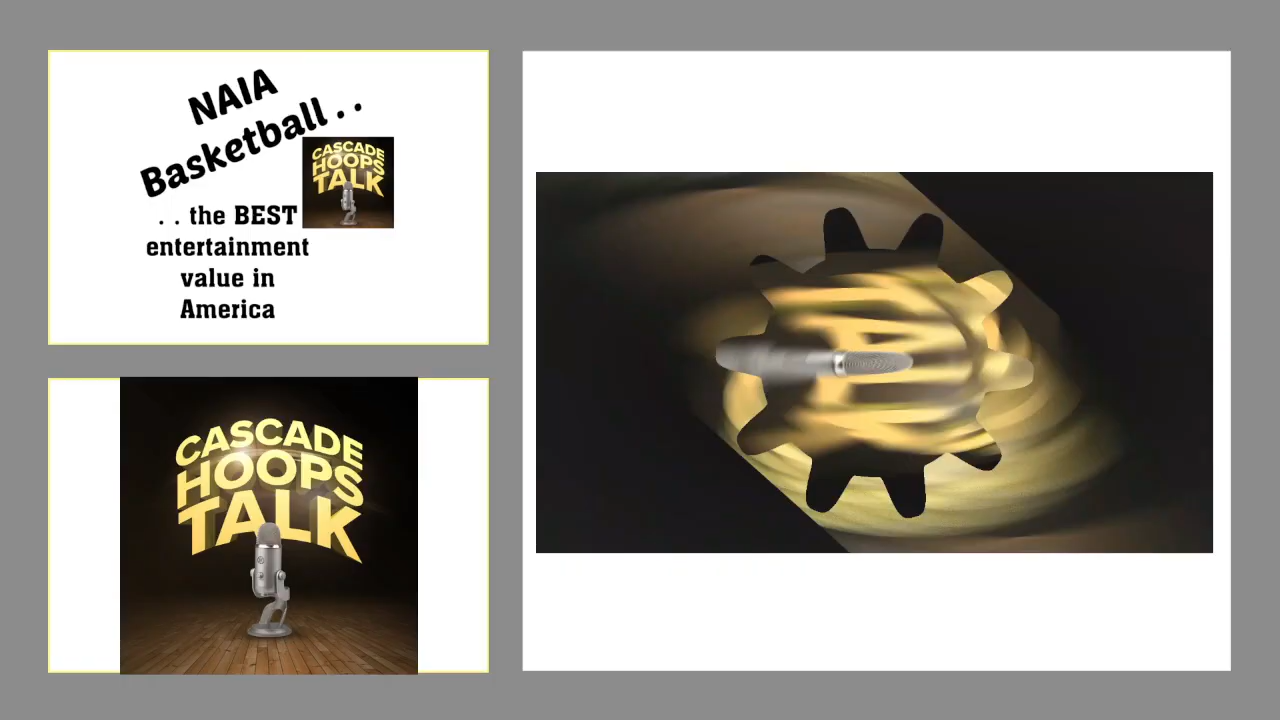 NAIA
Basketball . .
. . the BEST
entertainment
value in
America
CASCADE
HOOPS
TALK
CASCADE
HOOPS
TALK